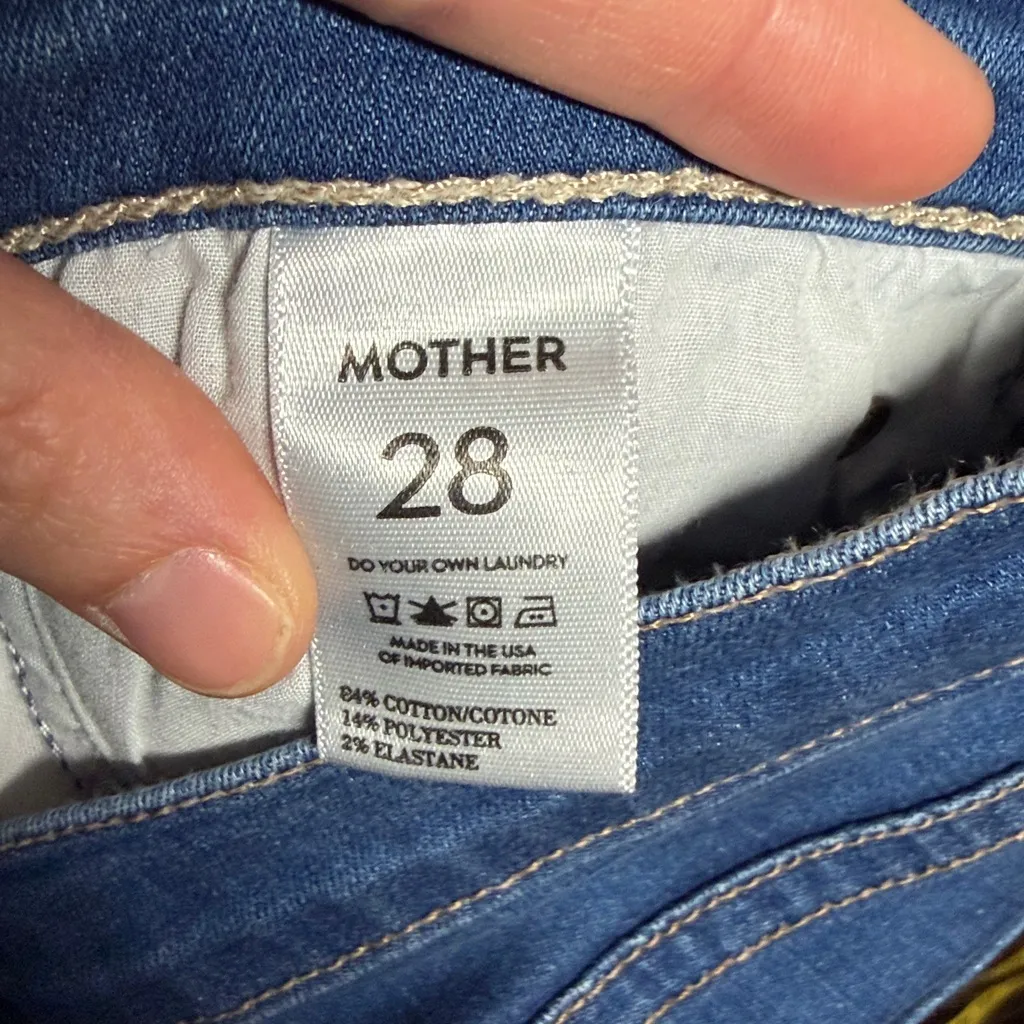 MOTHER
28
DO YOUR OWN LAUNDRY
MADE IN THE USA
OF IMPORTED FABRIC
84% COTTON/COTONE
14% POLYESTER
2% ELASTANE